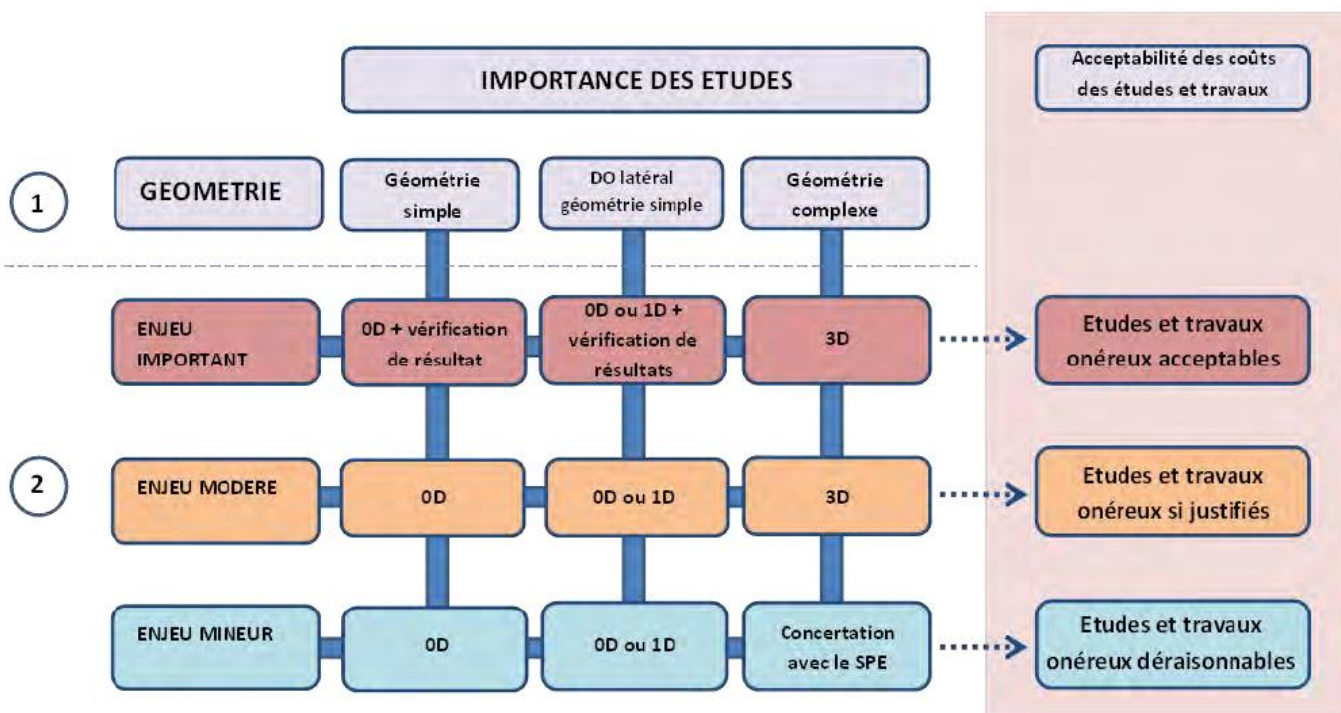 IMPORTANCE DES ETUDES
Acceptabilité des coûts
des études et travaux
1
GEOMETRIE
Géométrie
simple
DO latéral
géométrie simple
Géométrie
complexe
ENJEU
IMPORTANT
0D + vérification
de résultat
0D ou 1D +
vérification de
résultats
3D
Etudes et travaux
onéreux acceptables
2
ENJEU MODERE
0D
0D ou 1D
3D
Etudes et travaux
onéreux si justifiés
ENJEU MINEUR
0D
0D ou 1D
Concertation
avec le SPE
Etudes et travaux
onéreux déraisonnables